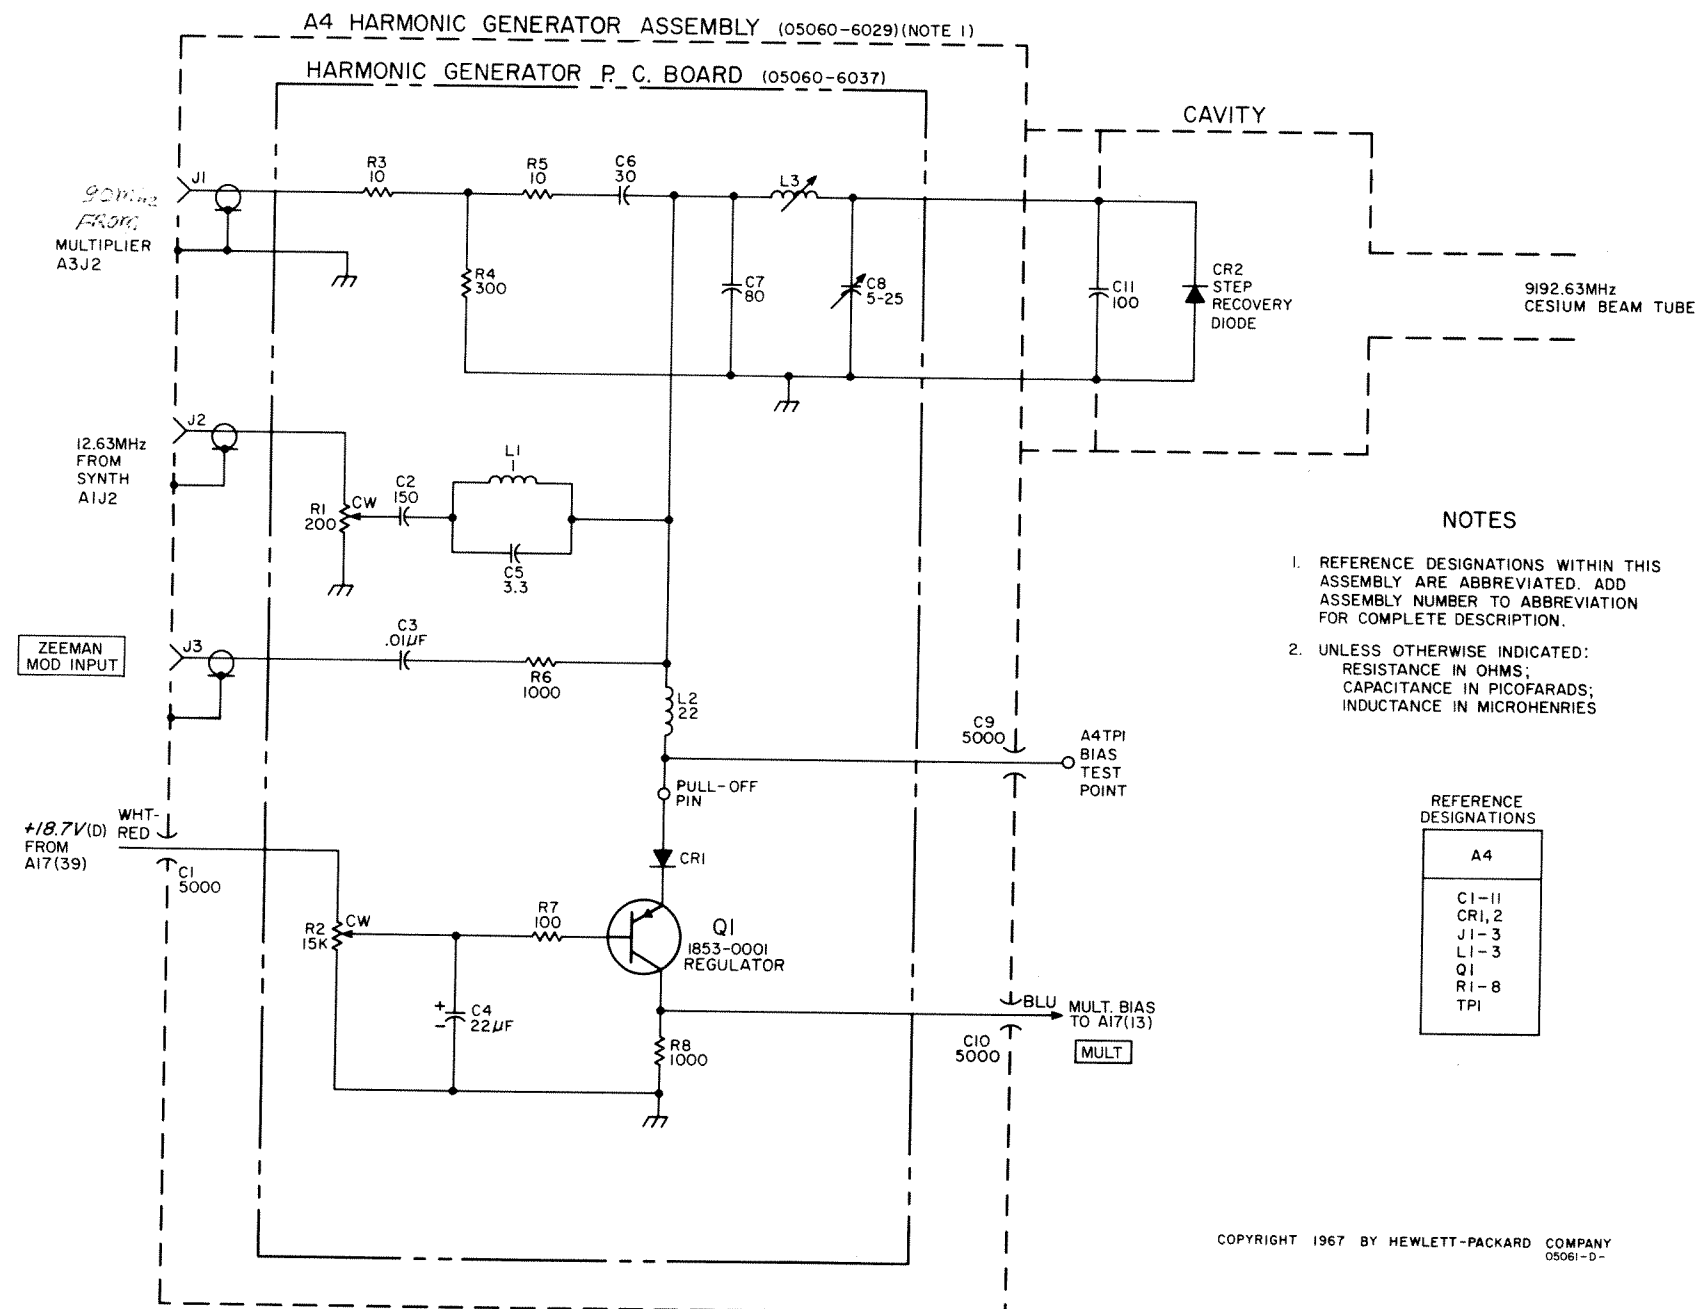 A4 HARMONIC GENERATOR ASSEMBLY (05060-6029)(NOTE 1)
HARMONIC GENERATOR P. C. BOARD (05060-6037)
CAVITY
J1
R3
10
R5
10
C6
30
L3
90MHz
FROM
MULTIPLIER
A3J2
R4
300
C7
80
C8
5-25
C11
100
CR2
STEP
RECOVERY
DIODE
9192.63MHz
CESIUM BEAM TUBE
J2
12.63MHz
FROM
SYNTH
A1J2
R1
200
CW
C2
150
L1
1
C5
3.3
NOTES
1. REFERENCE DESIGNATIONS WITHIN THIS
ASSEMBLY ARE ABBREVIATED. ADD
ASSEMBLY NUMBER TO ABBREVIATION
FOR COMPLETE DESCRIPTION.
2. UNLESS OTHERWISE INDICATED:
RESISTANCE IN OHMS;
CAPACITANCE IN PICOFARADS;
INDUCTANCE IN MICROHENRIES
ZEEMAN
MOD INPUT
J3
C3
.01µF
R6
1000
L2
22
C9
5000
A4TP1
BIAS
TEST
POINT
PULL-OFF
PIN
+18.7V(D)
FROM
A17(39)
WHT-
RED
C1
5000
CR1
R2
15K
CW
R7
100
Q1
1853-0001
REGULATOR
+
-
C4
22µF
R8
1000
BLU
C10
5000
MULT. BIAS
TO A17(13)
MULT
REFERENCE
DESIGNATIONS
A4
C1-11
CR1,2
J1-3
L1-3
Q1
R1-8
TP1
COPYRIGHT 1967 BY HEWLETT-PACKARD COMPANY
05061-D-